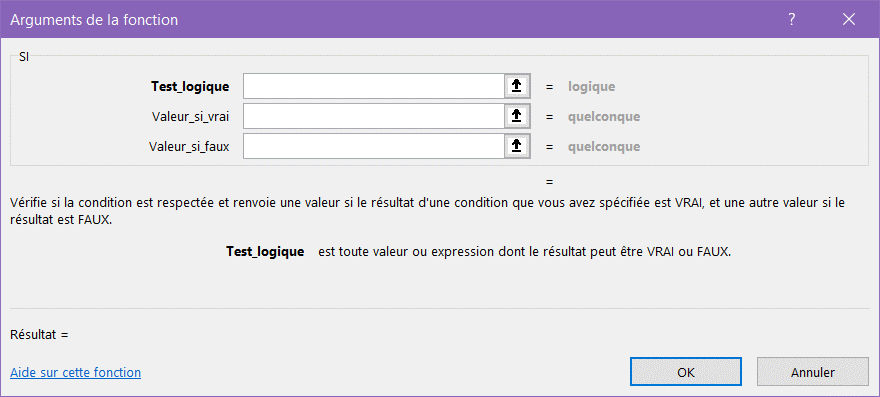 Arguments de la fonction ?
SI
Test_logique = logique
Valeur_si_vrai = quelconque
Valeur_si_faux = quelconque
=
Vérifie si la condition est respectée et renvoie une valeur si le résultat d'une condition que vous avez spécifiée est VRAI, et une autre valeur si le
résultat est FAUX.
Test_logique est toute valeur ou expression dont le résultat peut être VRAI ou FAUX.
Résultat =
Aide sur cette fonction OK Annuler